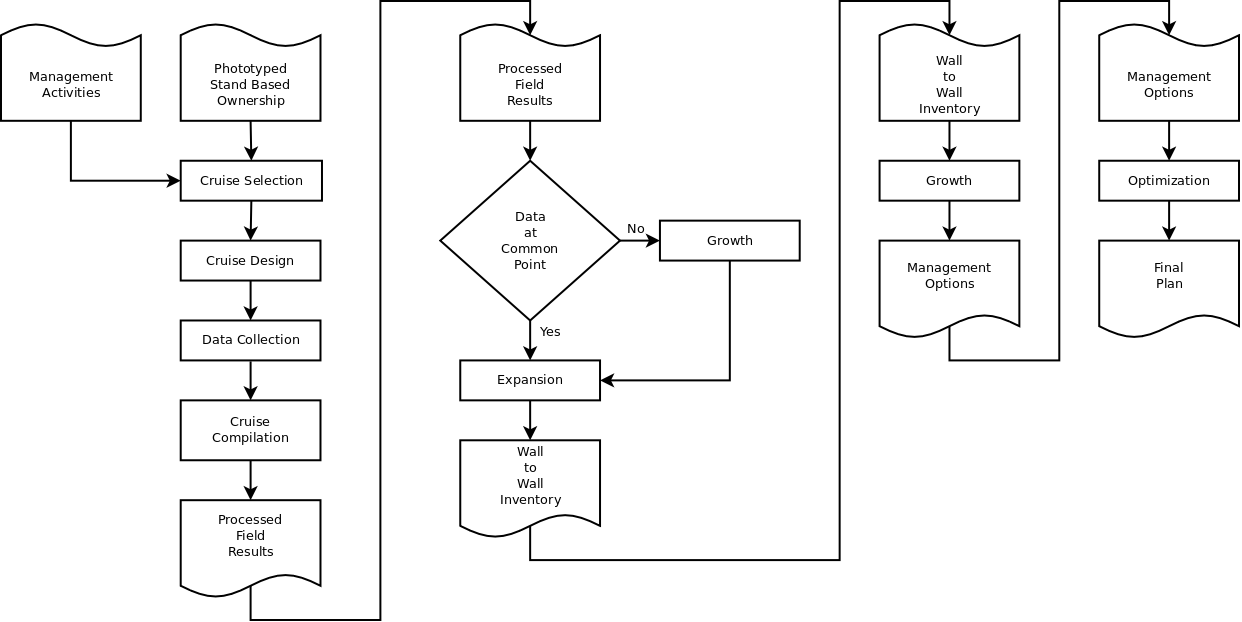 Management
Activities
Phototyped
Stand Based
Ownership
Cruise Selection
Cruise Design
Data Collection
Cruise
Compilation
Processed
Field
Results
Processed
Field
Results
Data
at
Common
Point
No
Growth
Yes
Expansion
Wall
to
Wall
Inventory
Wall
to
Wall
Inventory
Growth
Management
Options
Management
Options
Optimization
Final
Plan